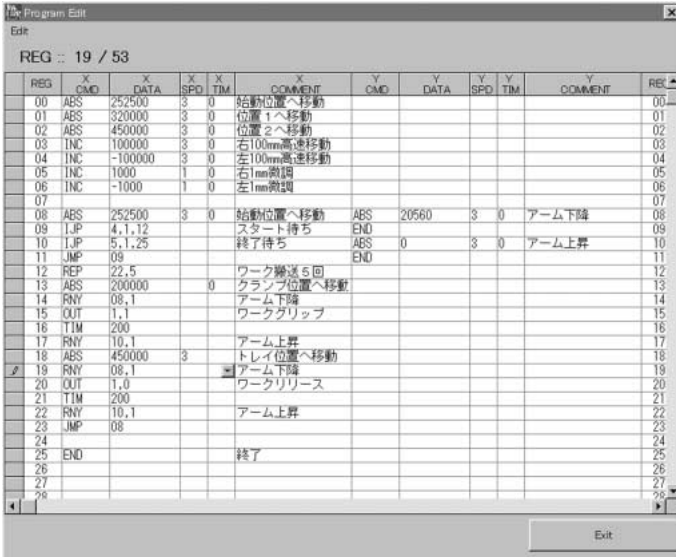 Program Edit
Edit
REG :: 19 / 53
REG X CMD X DATA X SPD X TIM X COMMENT Y CMD Y DATA Y SPD Y TIM Y COMMENT REG
00 ABS 252500 3 0 始動位置へ移動 00
01 ABS 320000 3 0 位置1へ移動 01
02 ABS 450000 3 0 位置2へ移動 02
03 INC 100000 3 0 右100mm高速移動 03
04 INC -100000 3 0 左100mm高速移動 04
05 INC 1000 1 0 右1mm微調 05
06 INC -1000 1 0 左1mm微調 06
07 07
08 ABS 252500 3 0 始動位置へ移動 ABS 20560 3 0 アーム下降 08
09 IJP 4,1,12 スタート待ち END 09
10 IJP 5,1,25 終了待ち ABS 0 3 0 アーム上昇 10
11 JMP 09 END 11
12 REP 22,5 ワーク搬送5回 12
13 ABS 200000 0 クランプ位置へ移動 13
14 RNY 08,1 アーム下降 14
15 OUT 1,1 ワークグリップ 15
16 TIM 200 16
17 RNY 10,1 アーム上昇 17
18 ABS 450000 3 トレイ位置へ移動 18
19 RNY 08,1 アーム下降 19
20 OUT 1,0 ワークリリース 20
21 TIM 200 21
22 RNY 10,1 アーム上昇 22
23 JMP 08 23
24 24
25 END 終了 25
26 26
27 27
28 28
Exit